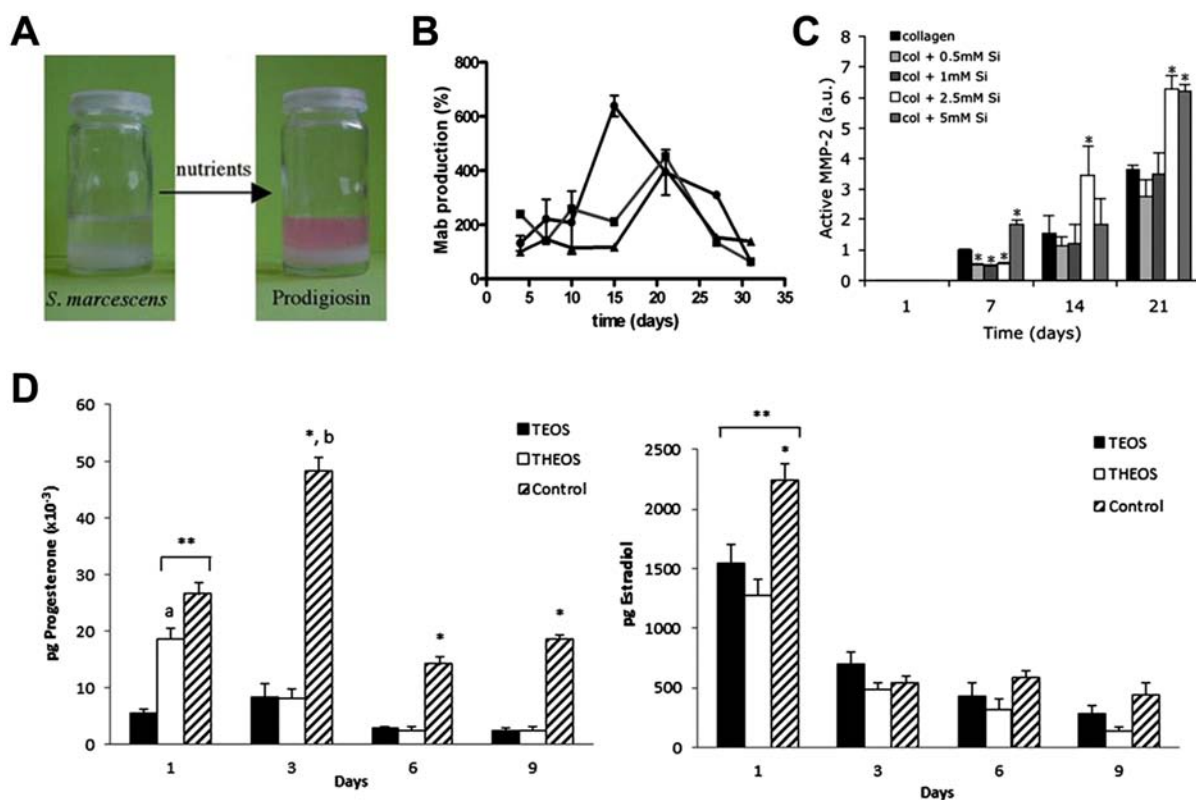 A
nutrients
S. marcescens
Prodigiosin
B
Mab production (%)
800
600
400
200
0
0 5 10 15 20 25 30 35
time (days)
C
Active MMP-2 (a.u.)
8
7
6
5
4
3
2
1
0
collagen
col + 0.5mM Si
col + 1mM Si
col + 2.5mM Si
col + 5mM Si
* * * *
*
* *
1 7 14 21
Time (days)
D
pg Progesterone (x10⁻³)
60
50
40
30
20
10
0
TEOS
THEOS
Control
**
a
*, b
*
*
1 3 6 9
Days
pg Estradiol
2500
2000
1500
1000
500
0
TEOS
THEOS
Control
**
*
1 3 6 9
Days